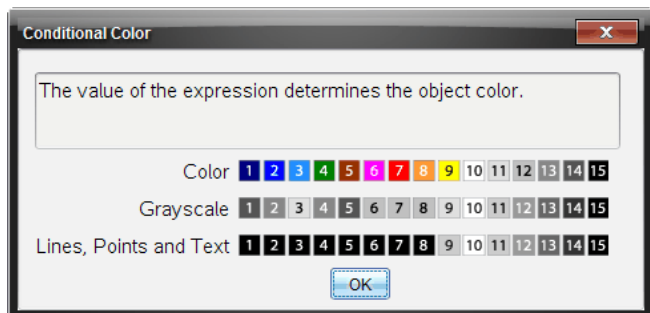 Conditional Color
The value of the expression determines the object color.
Color 1 2 3 4 5 6 7 8 9 10 11 12 13 14 15
Grayscale 1 2 3 4 5 6 7 8 9 10 11 12 13 14 15
Lines, Points and Text 1 2 3 4 5 6 7 8 9 10 11 12 13 14 15
OK